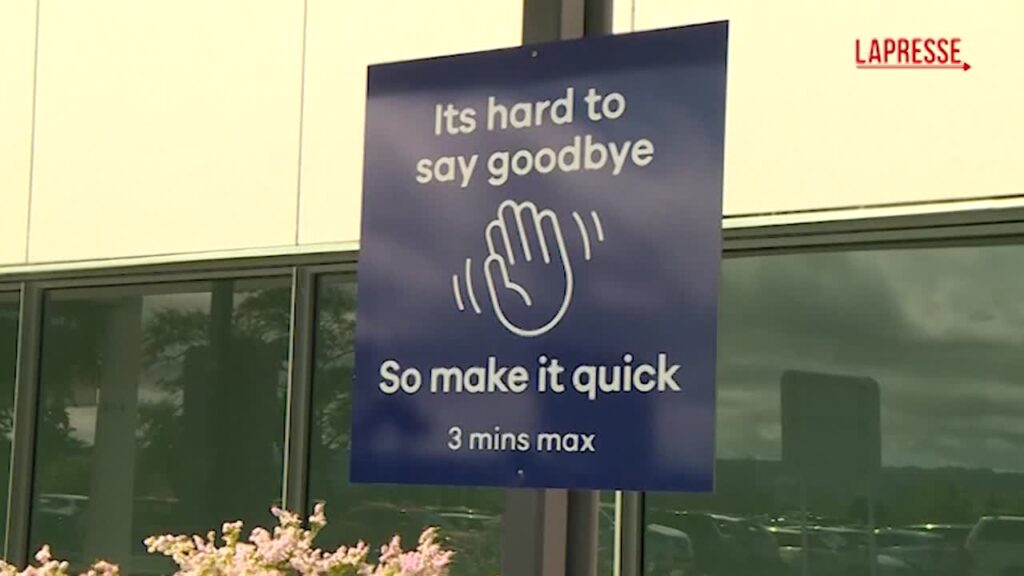 LAPRESSE
Its hard to
say goodbye
So make it quick
3 mins max